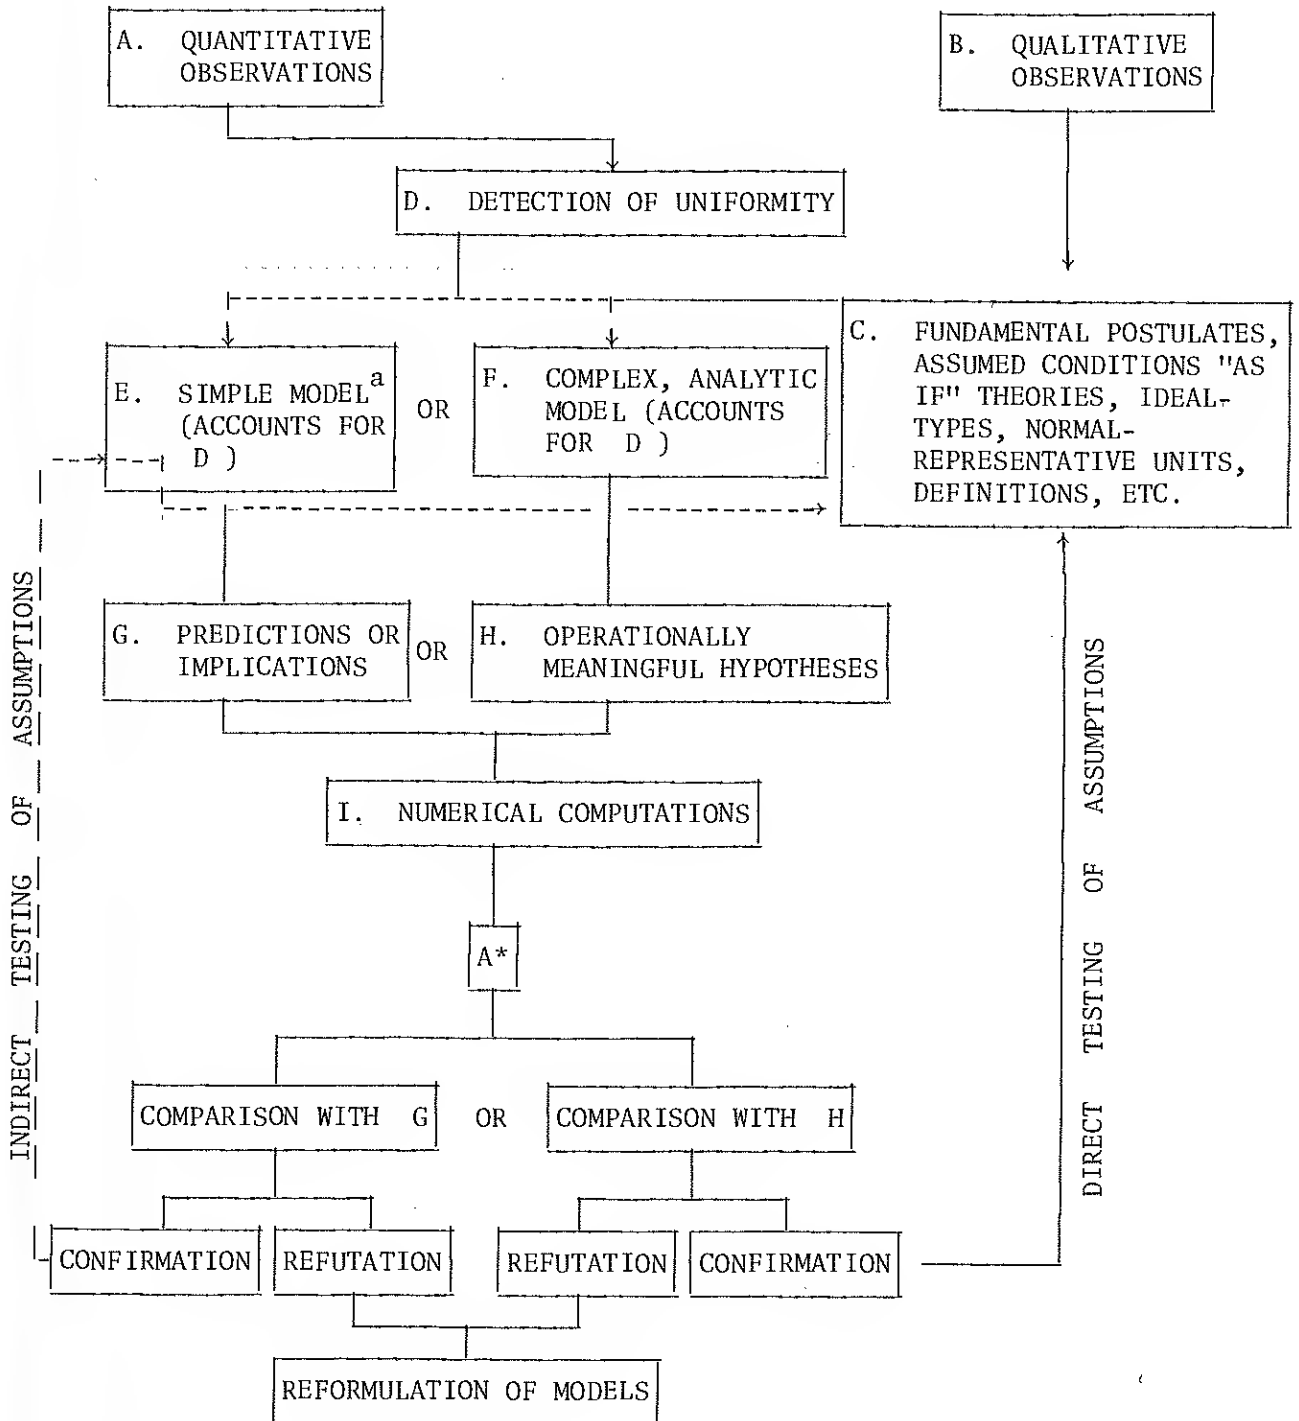 A. QUANTITATIVE
OBSERVATIONS
B. QUALITATIVE
OBSERVATIONS
D. DETECTION OF UNIFORMITY
E. SIMPLE MODELa
(ACCOUNTS FOR
D )
OR
F. COMPLEX, ANALYTIC
MODEL (ACCOUNTS
FOR D )
C. FUNDAMENTAL POSTULATES,
ASSUMED CONDITIONS "AS
IF" THEORIES, IDEAL-
TYPES, NORMAL-
REPRESENTATIVE UNITS,
DEFINITIONS, ETC.
G. PREDICTIONS OR
IMPLICATIONS
OR
H. OPERATIONALLY
MEANINGFUL HYPOTHESES
INDIRECT TESTING OF ASSUMPTIONS
DIRECT TESTING OF ASSUMPTIONS
I. NUMERICAL COMPUTATIONS
A*
COMPARISON WITH G
OR
COMPARISON WITH H
CONFIRMATION
REFUTATION
REFUTATION
CONFIRMATION
REFORMULATION OF MODELS